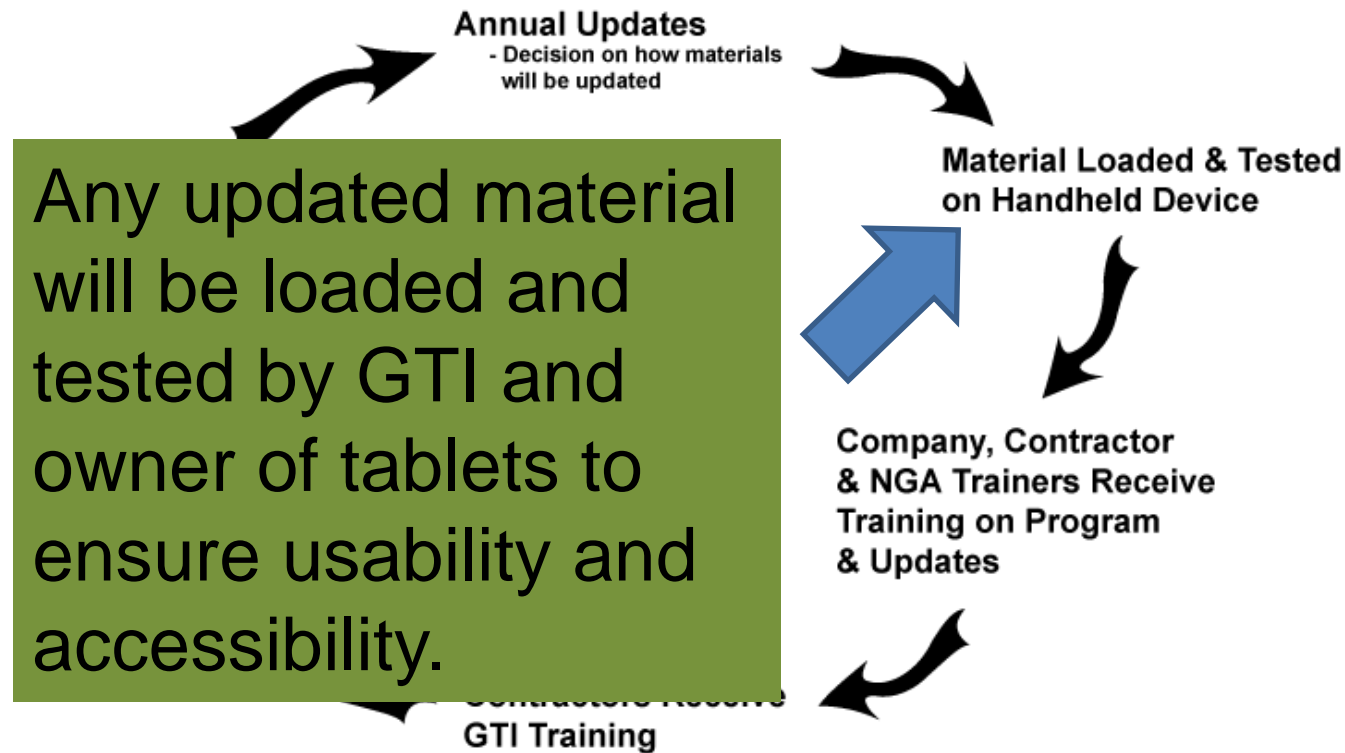 Annual Updates
- Decision on how materials
will be updated
Material Loaded & Tested
on Handheld Device
Any updated material
will be loaded and
tested by GTI and
owner of tablets to
ensure usability and
accessibility.
Company, Contractor
& NGA Trainers Receive
Training on Program
& Updates
Contractors Receive
GTI Training